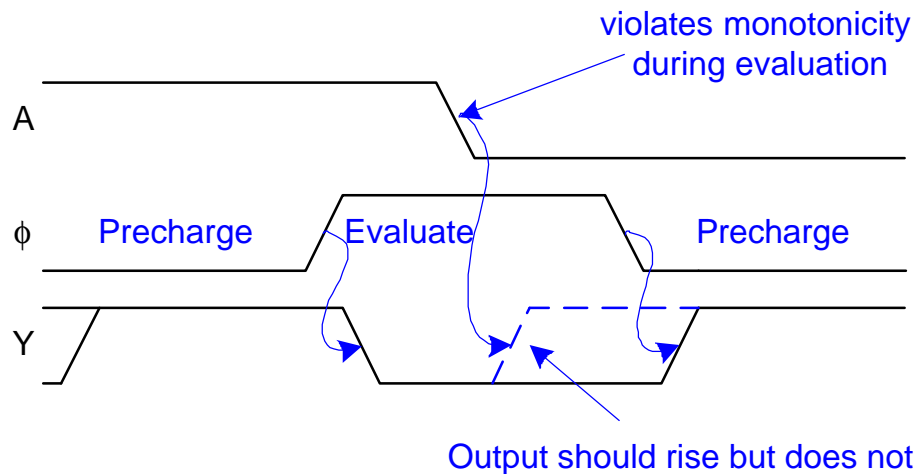 violates monotonicity
during evaluation
A
ϕ
Precharge
Evaluate
Precharge
Y
Output should rise but does not